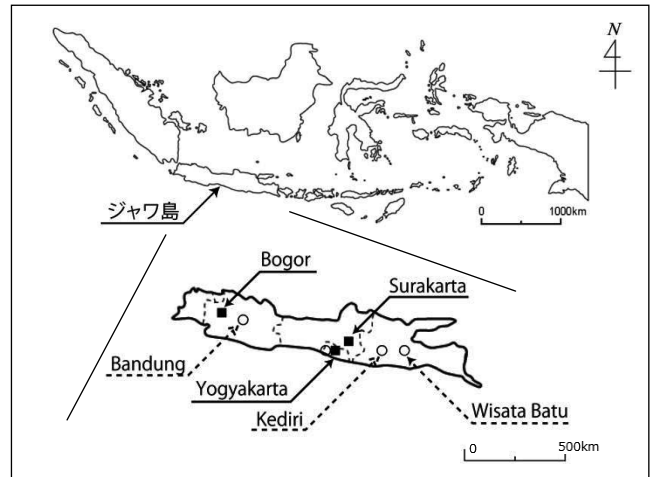 N
ジャワ島
0 1000km
Bogor
Surakarta
Bandung
Yogyakarta
Kediri
Wisata Batu
0 500km